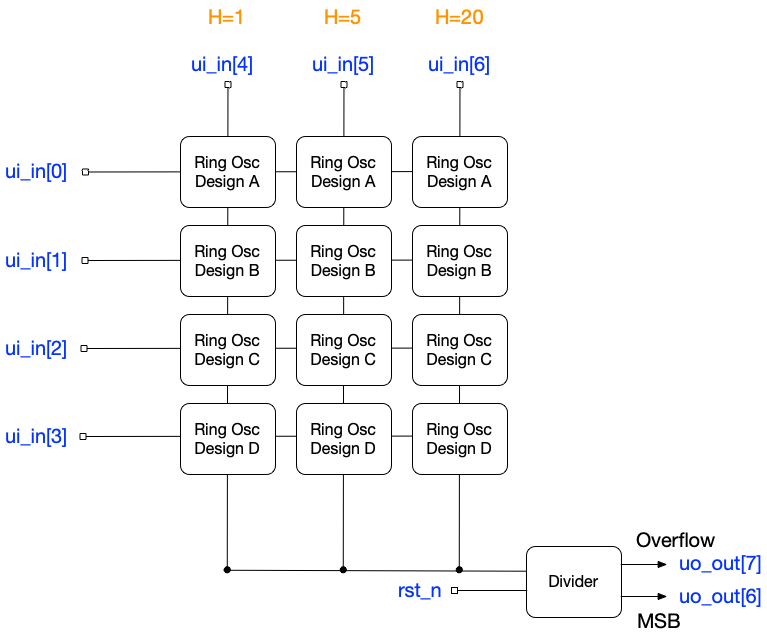 H=1 H=5 H=20
ui_in[4] ui_in[5] ui_in[6]
ui_in[0]
Ring Osc
Design A
Ring Osc
Design A
Ring Osc
Design A
ui_in[1]
Ring Osc
Design B
Ring Osc
Design B
Ring Osc
Design B
ui_in[2]
Ring Osc
Design C
Ring Osc
Design C
Ring Osc
Design C
ui_in[3]
Ring Osc
Design D
Ring Osc
Design D
Ring Osc
Design D
rst_n
Divider
Overflow
uo_out[7]
uo_out[6]
MSB